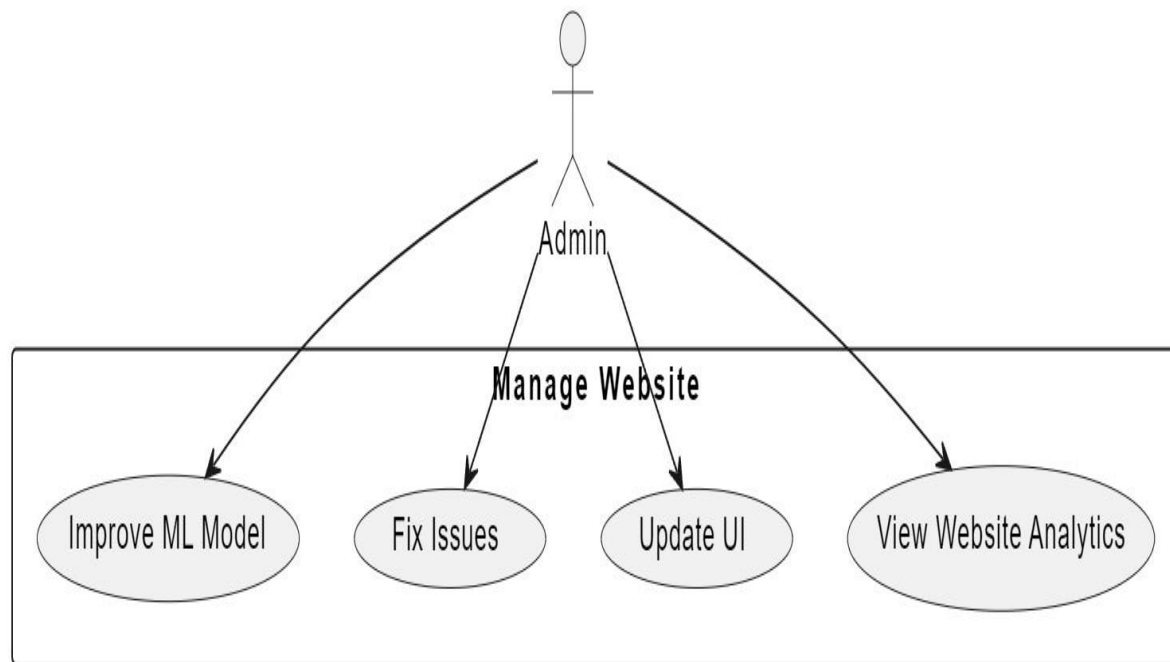 Admin
Manage Website
Improve ML Model
Fix Issues
Update UI
View Website Analytics